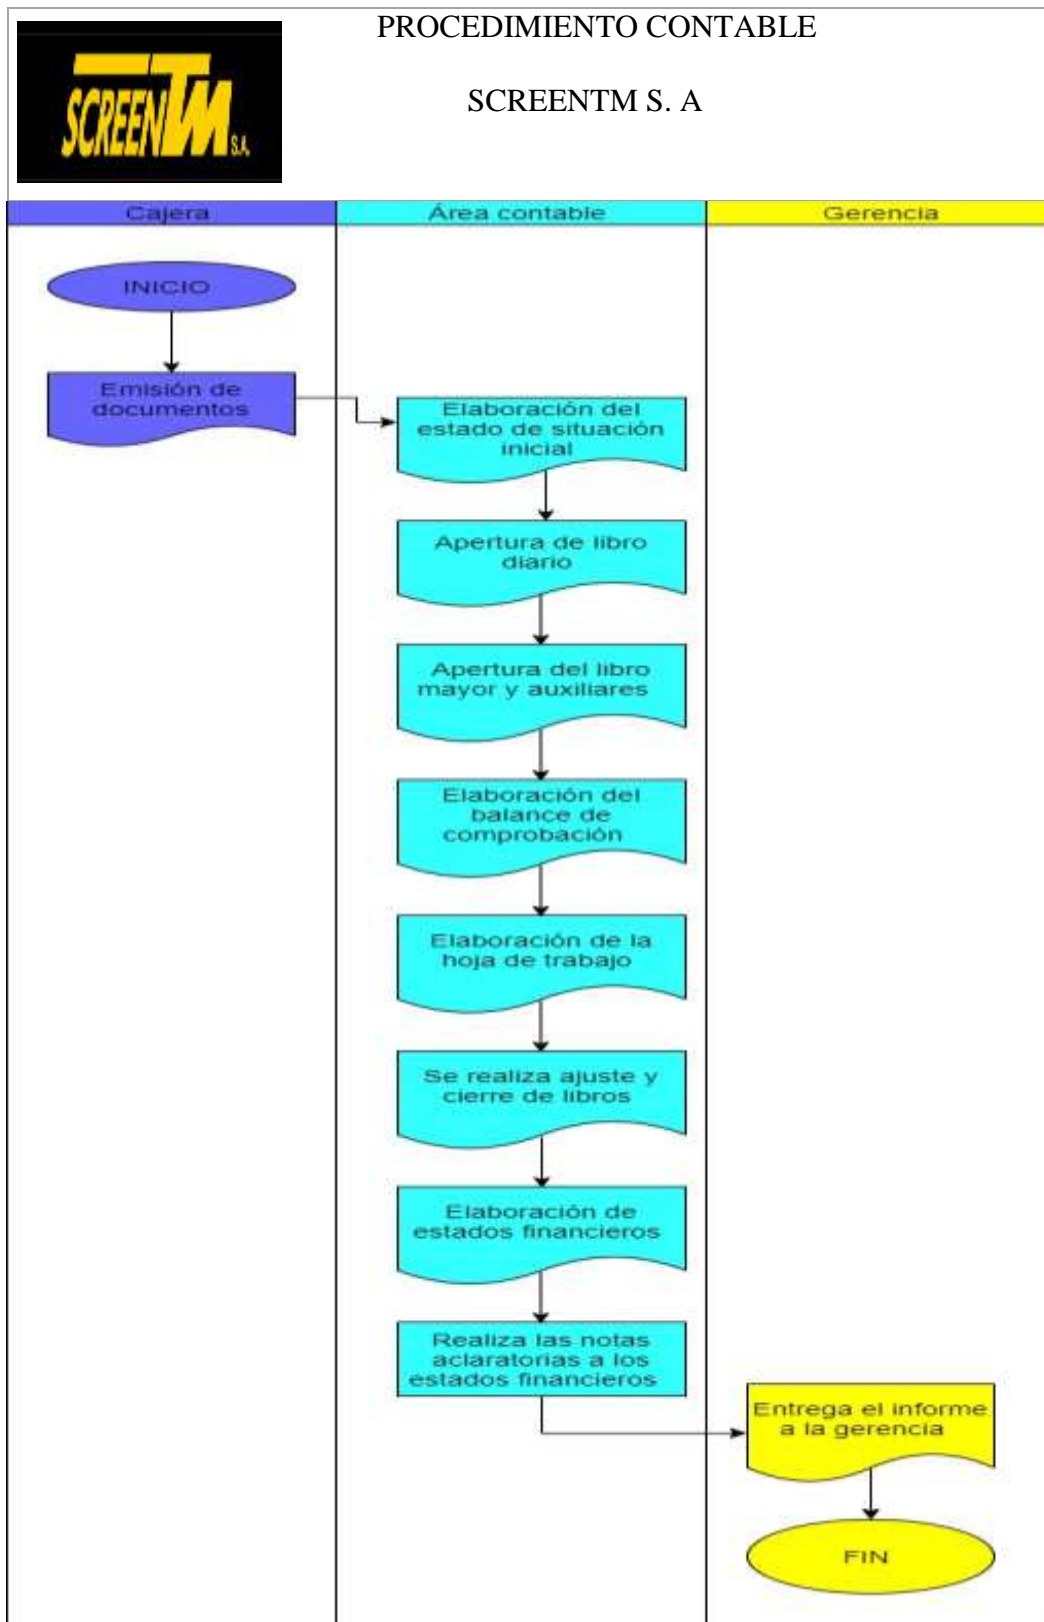 PROCEDIMIENTO CONTABLE
SCREENTM S.A.
SCREENTM S. A
Cajera
Área contable
Gerencia
INICIO
Emisión de
documentos
Elaboración del
estado de situación
inicial
Apertura de libro
diario
Apertura del libro
mayor y auxiliares
Elaboración del
balance de
comprobación
Elaboración de la
hoja de trabajo
Se realiza ajuste y
cierre de libros
Elaboración de
estados financieros
Realiza las notas
aclaratorias a los
estados financieros
Entrega el informe
a la gerencia
FIN